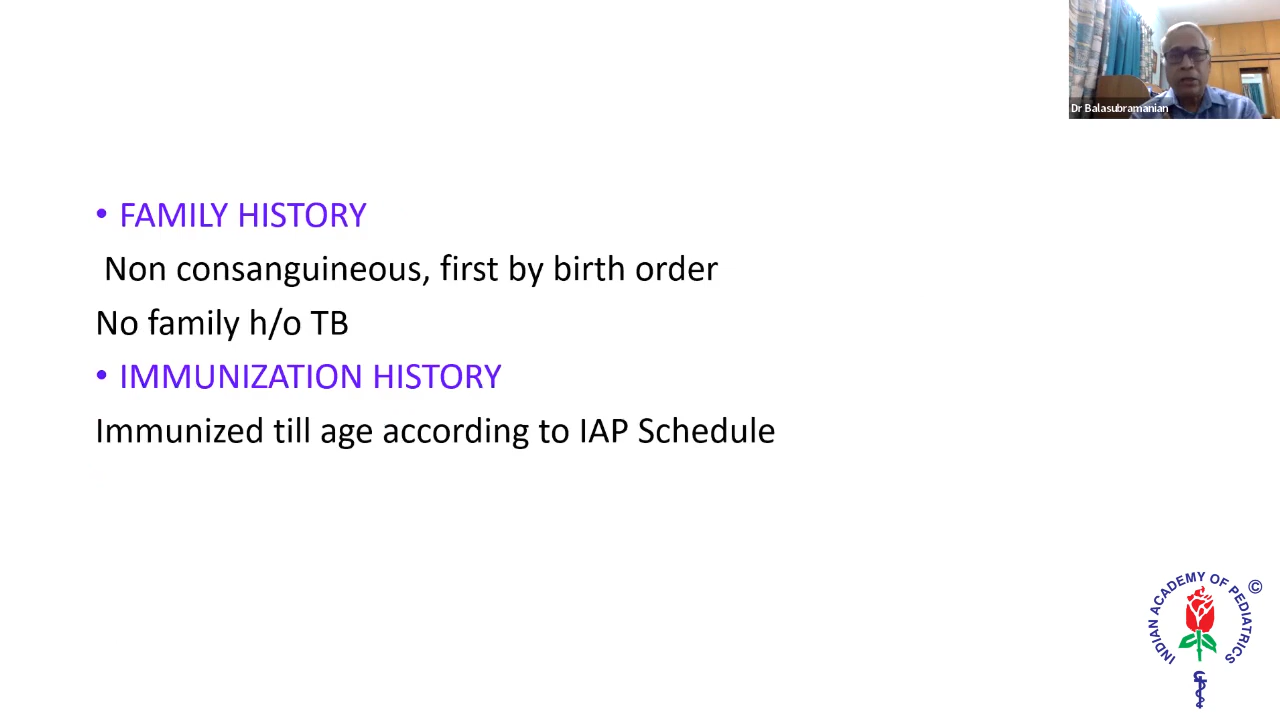 Dr Balasubramanian
• FAMILY HISTORY
Non consanguineous, first by birth order
No family h/o TB
• IMMUNIZATION HISTORY
Immunized till age according to IAP Schedule
INDIAN ACADEMY OF PEDIATRICS
©